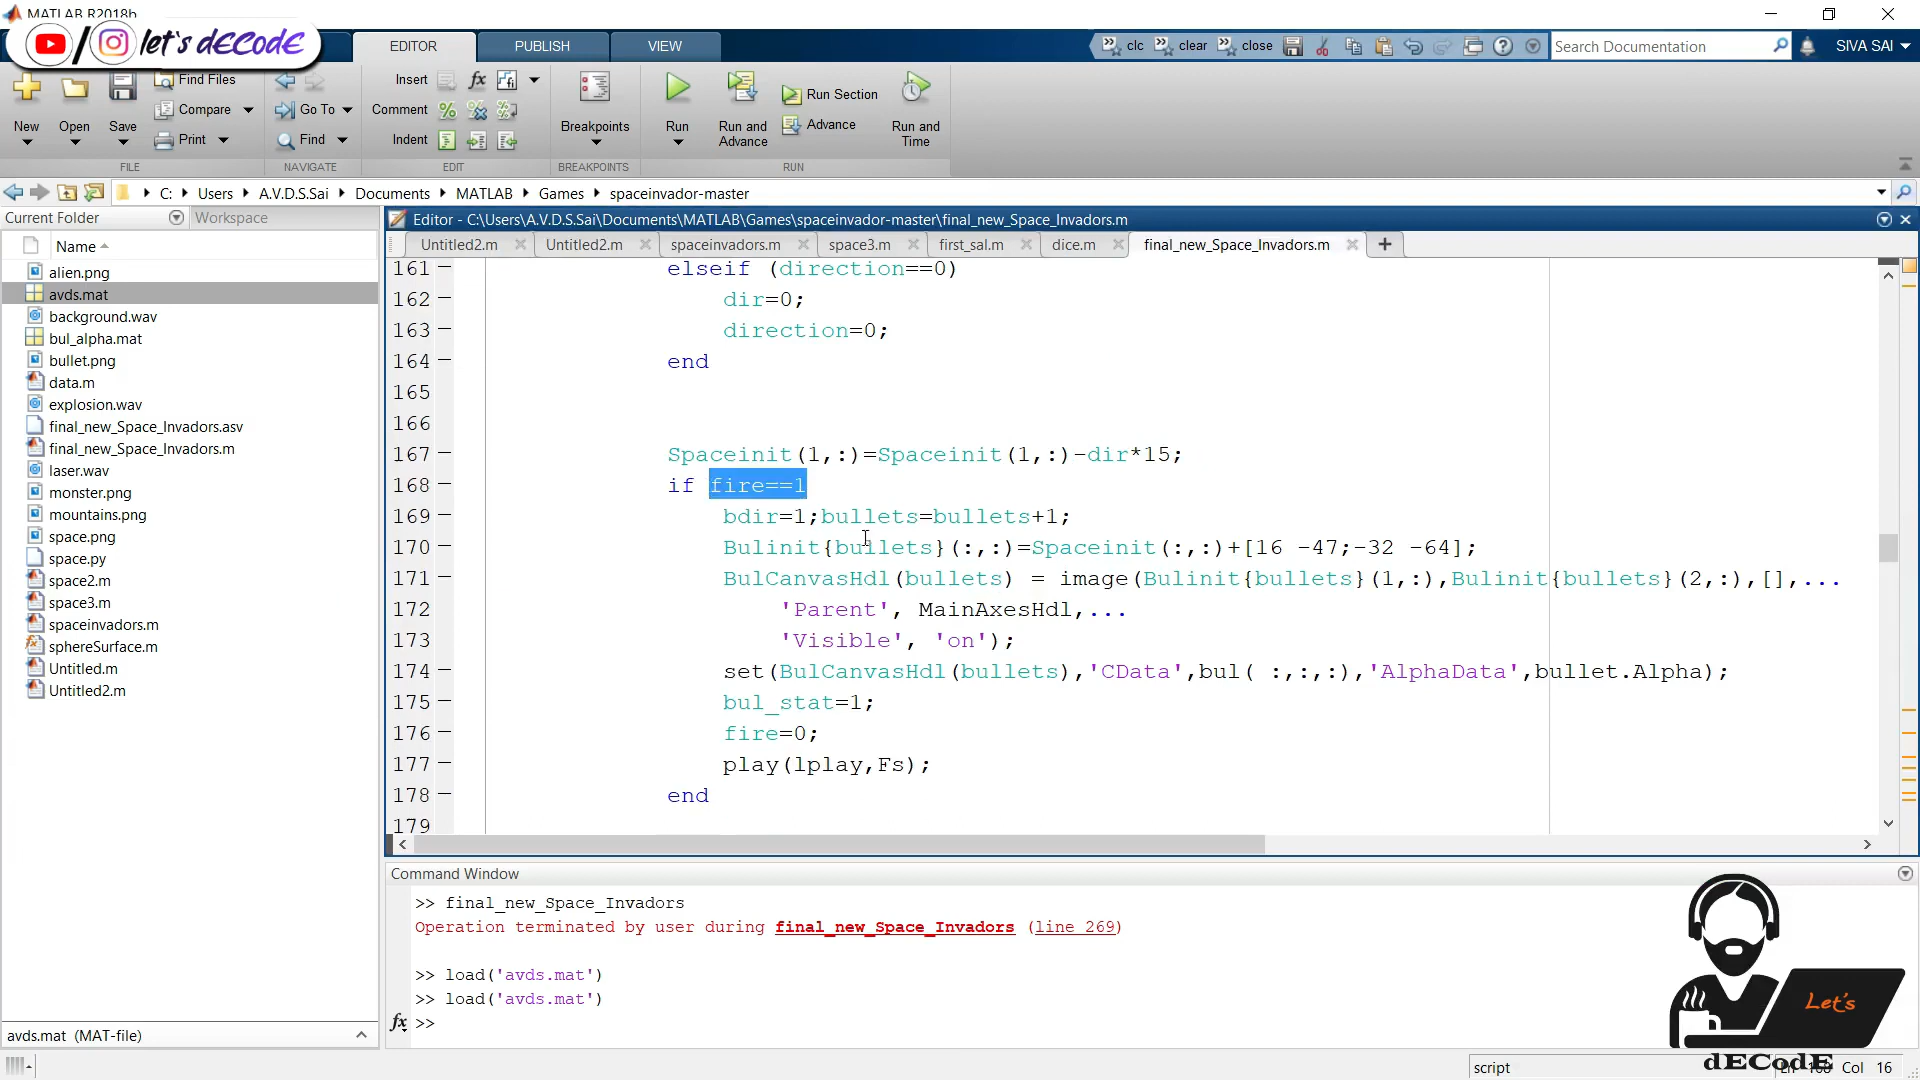 MATLAB R2018b
let's dECodE
EDITOR
PUBLISH
VIEW
clc
clear
close
Search Documentation
SIVA SAI
New
Open
Save
Find Files
Compare
Print
Go To
Find
Insert
Comment
Indent
fx
Breakpoints
Run
Run and Advance
Run Section
Advance
Run and Time
FILE
NAVIGATE
EDIT
BREAKPOINTS
RUN
C: Users A.V.D.S.Sai Documents MATLAB Games spaceinvador-master
Current Folder
Workspace
Name
alien.png
avds.mat
background.wav
bul_alpha.mat
bullet.png
data.m
explosion.wav
final_new_Space_Invadors.asv
final_new_Space_Invadors.m
laser.wav
monster.png
mountains.png
space.png
space.py
space2.m
space3.m
spaceinvadors.m
sphereSurface.m
Untitled.m
Untitled2.m
avds.mat (MAT-file)
Editor - C:\Users\A.V.D.S.Sai\Documents\MATLAB\Games\spaceinvador-master\final_new_Space_Invadors.m
Untitled2.m
Untitled2.m
spaceinvadors.m
space3.m
first_sal.m
dice.m
final_new_Space_Invadors.m
161 elseif (direction==0)
162 dir=0;
163 direction=0;
164 end
165
166
167 Spaceinit(1,:)=Spaceinit(1,:)-dir*15;
168 if fire==1
169 bdir=1;bullets=bullets+1;
170 Bulinit{bullets}(:,:)=Spaceinit(:,:)+[16 -47;-32 -64];
171 BulCanvasHdl(bullets) = image(Bulinit{bullets}(1,:),Bulinit{bullets}(2,:),[],...
172 'Parent', MainAxesHdl,...
173 'Visible', 'on');
174 set(BulCanvasHdl(bullets),'CData',bul( :,:,:),'AlphaData',bullet.Alpha);
175 bul_stat=1;
176 fire=0;
177 play(lplay,Fs);
178 end
179
Command Window
>> final_new_Space_Invadors
Operation terminated by user during final_new_Space_Invadors (line 269)
>> load('avds.mat')
>> load('avds.mat')
fx >>
Let's
dECodE
script
Col 16